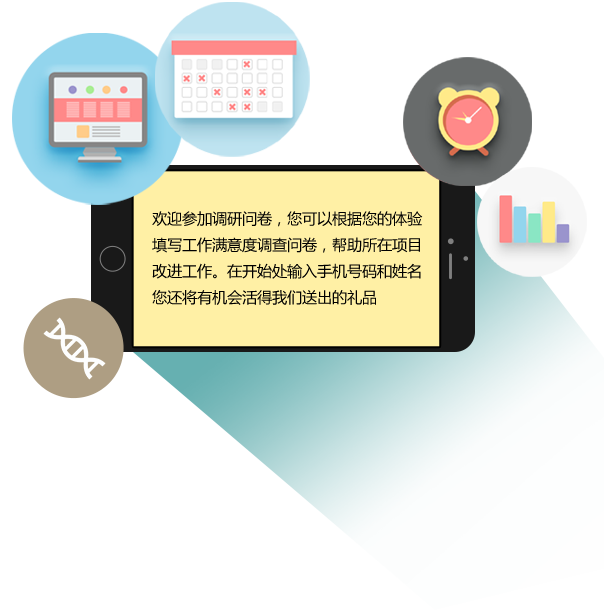 欢迎参加调研问卷，您可以根据您的体验
填写工作满意度调查问卷，帮助所在项目
改进工作。在开始处输入手机号码和姓名
您还将有机会活得我们送出的礼品